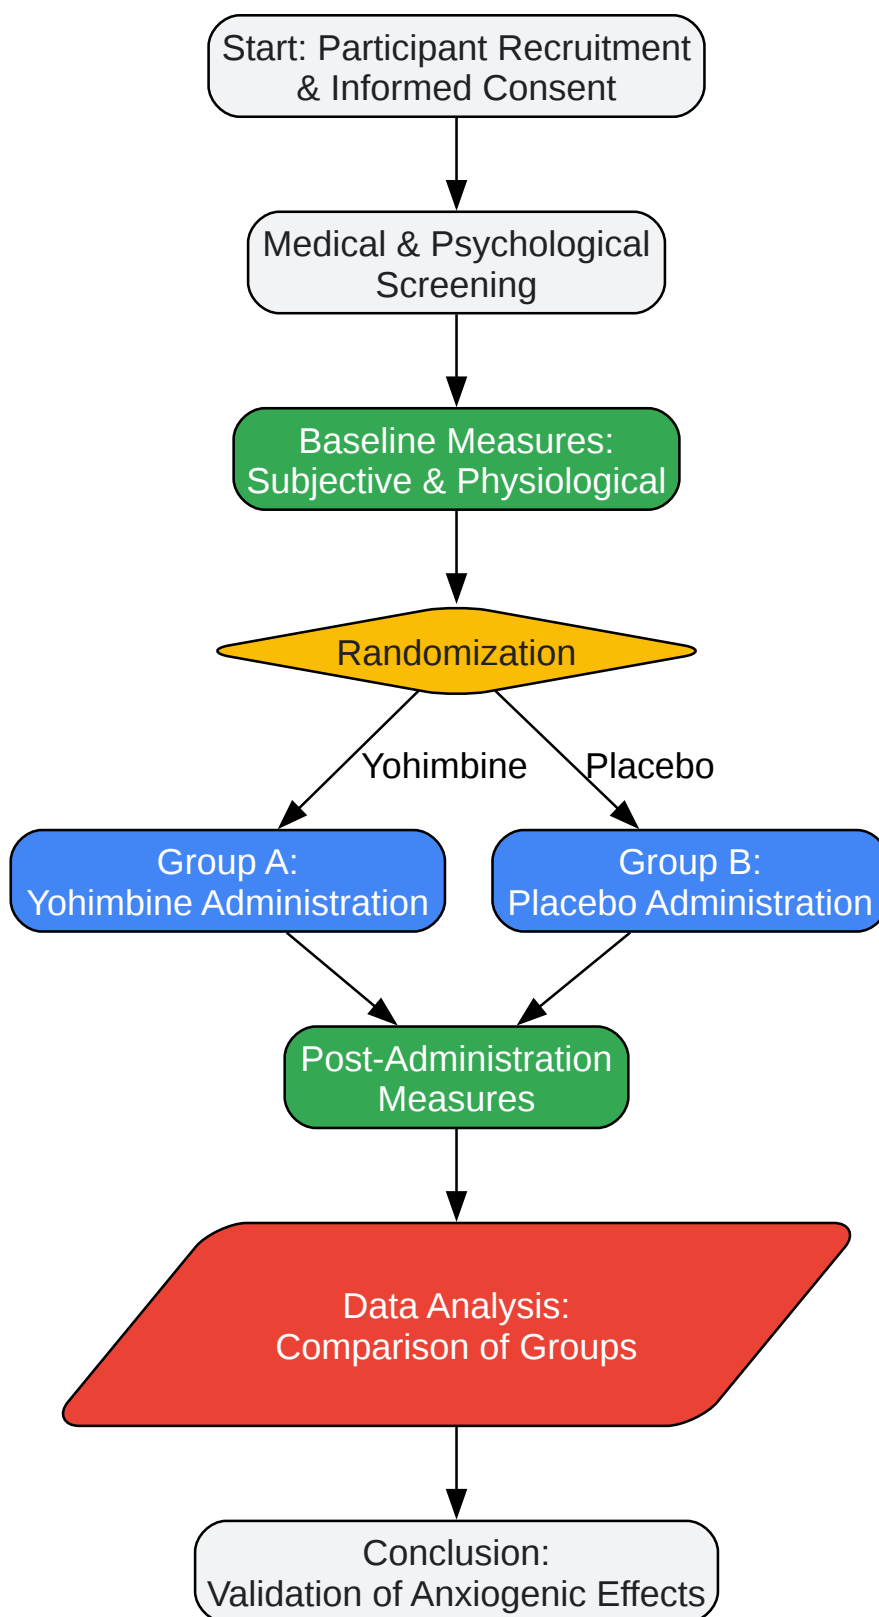 Start: Participant Recruitment
& Informed Consent
Medical & Psychological
Screening
Baseline Measures:
Subjective & Physiological
Randomization
Yohimbine
Placebo
Group A:
Yohimbine Administration
Group B:
Placebo Administration
Post-Administration
Measures
Data Analysis:
Comparison of Groups
Conclusion:
Validation of Anxiogenic Effects